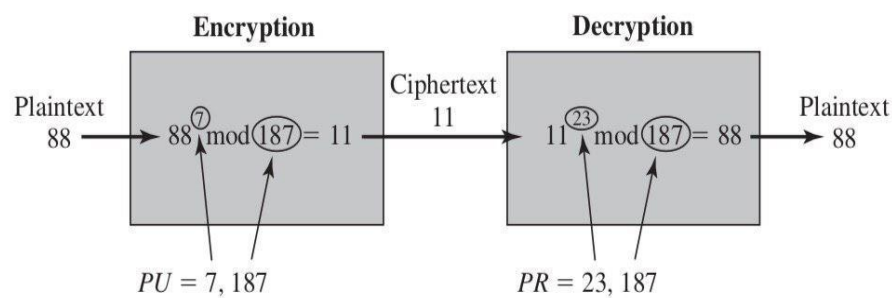 Encryption
Decryption
Plaintext
88
88^7 mod 187 = 11
Ciphertext
11
11^23 mod 187 = 88
Plaintext
88
PU = 7, 187
PR = 23, 187